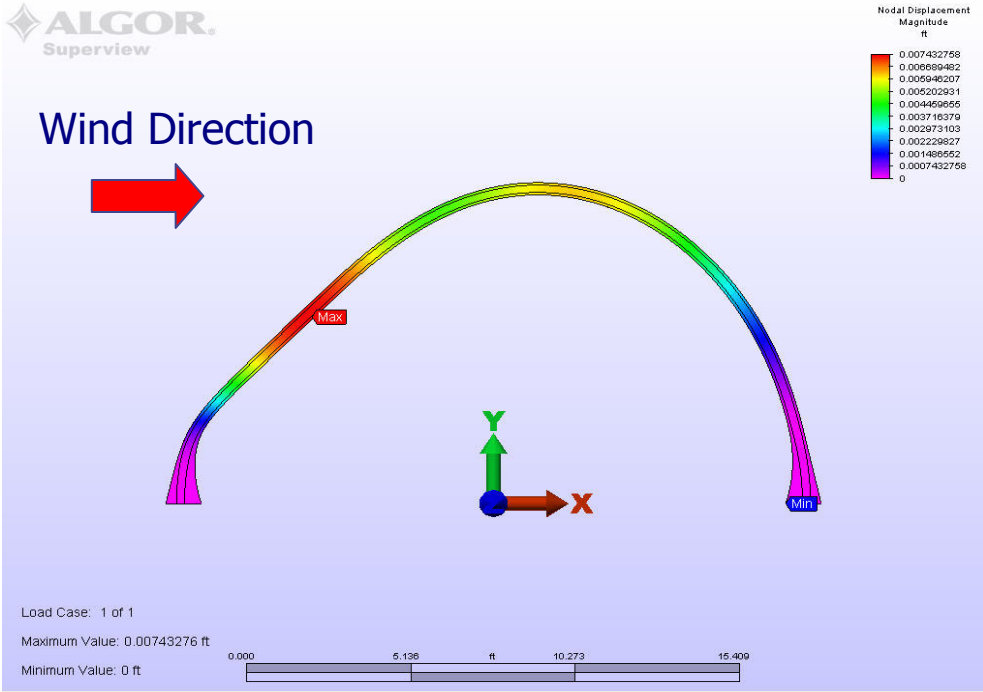 ALGOR.
Superview
Nodal Displacement
Magnitude
ft
0.007432758
0.006689482
0.005946207
0.005202931
0.004459655
0.003716379
0.002973103
0.002229827
0.001486552
0.0007432758
0
Wind Direction
Max
Y
X
Min
Load Case: 1 of 1
Maximum Value: 0.00743276 ft
Minimum Value: 0 ft
0.000 5.136 ft 10.273 15.409